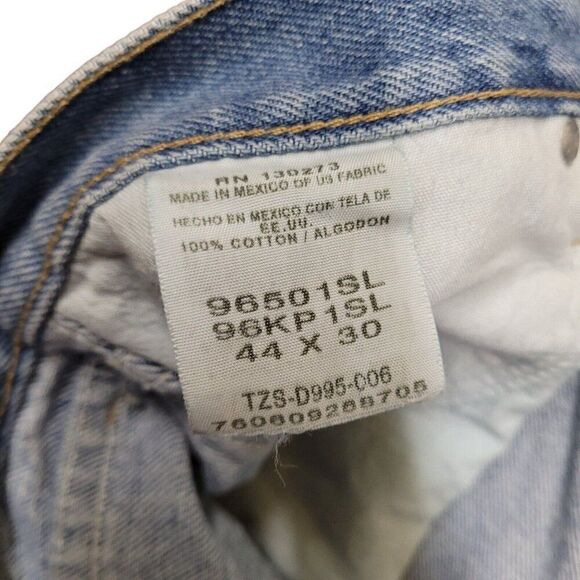 RN 130273
MADE IN MEXICO OF US FABRIC
HECHO EN MEXICO CON TELA DE
EE.UU.
100% COTTON / ALGODON
96501SL
96KP1SL
44 X 30
TZS-D995-006
760609288705